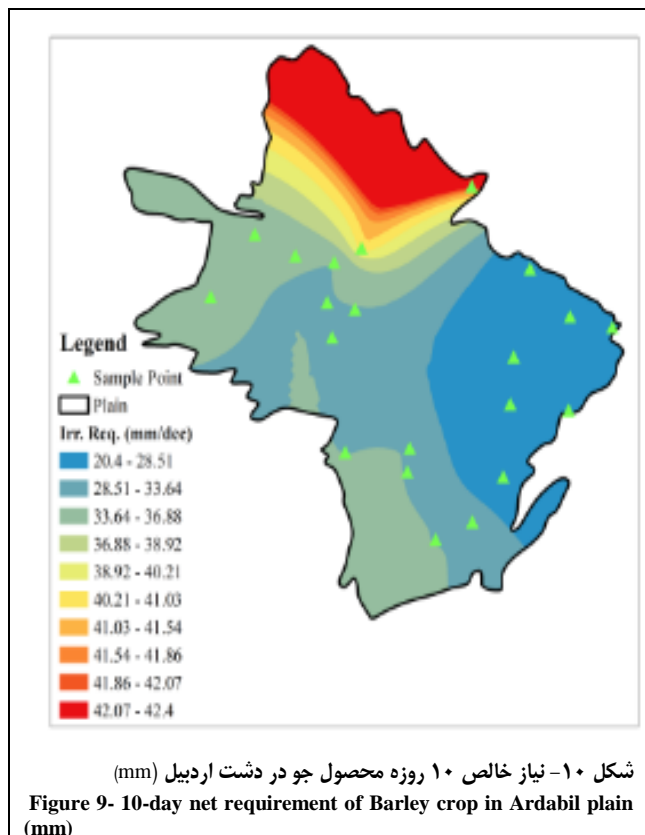 Legend
Sample Point
Plain
Irr. Req. (mm/dec)
20.4 - 28.51
28.51 - 33.64
33.64 - 36.88
36.88 - 38.92
38.92 - 40.21
40.21 - 41.03
41.03 - 41.54
41.54 - 41.86
41.86 - 42.07
42.07 - 42.4
شکل ۱۰- نیاز خالص ۱۰ روزه محصول جو در دشت اردبیل (mm)
Figure 9- 10-day net requirement of Barley crop in Ardabil plain
(mm)